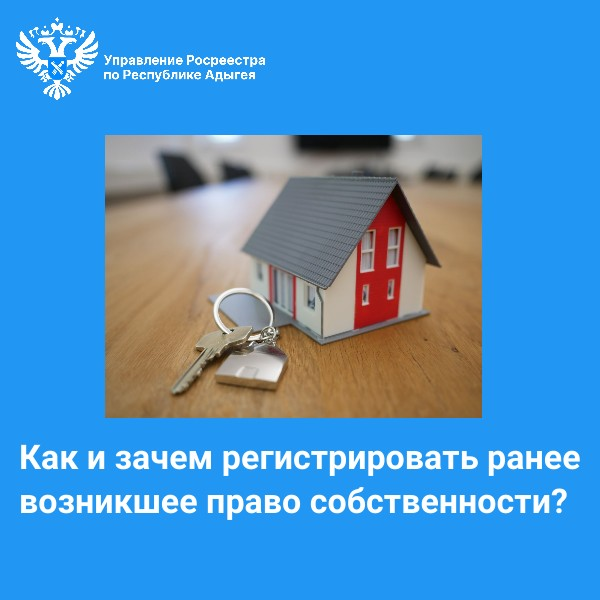 Управление Росреестра
по Республике Адыгея
Как и зачем регистрировать ранее
возникшее право собственности?